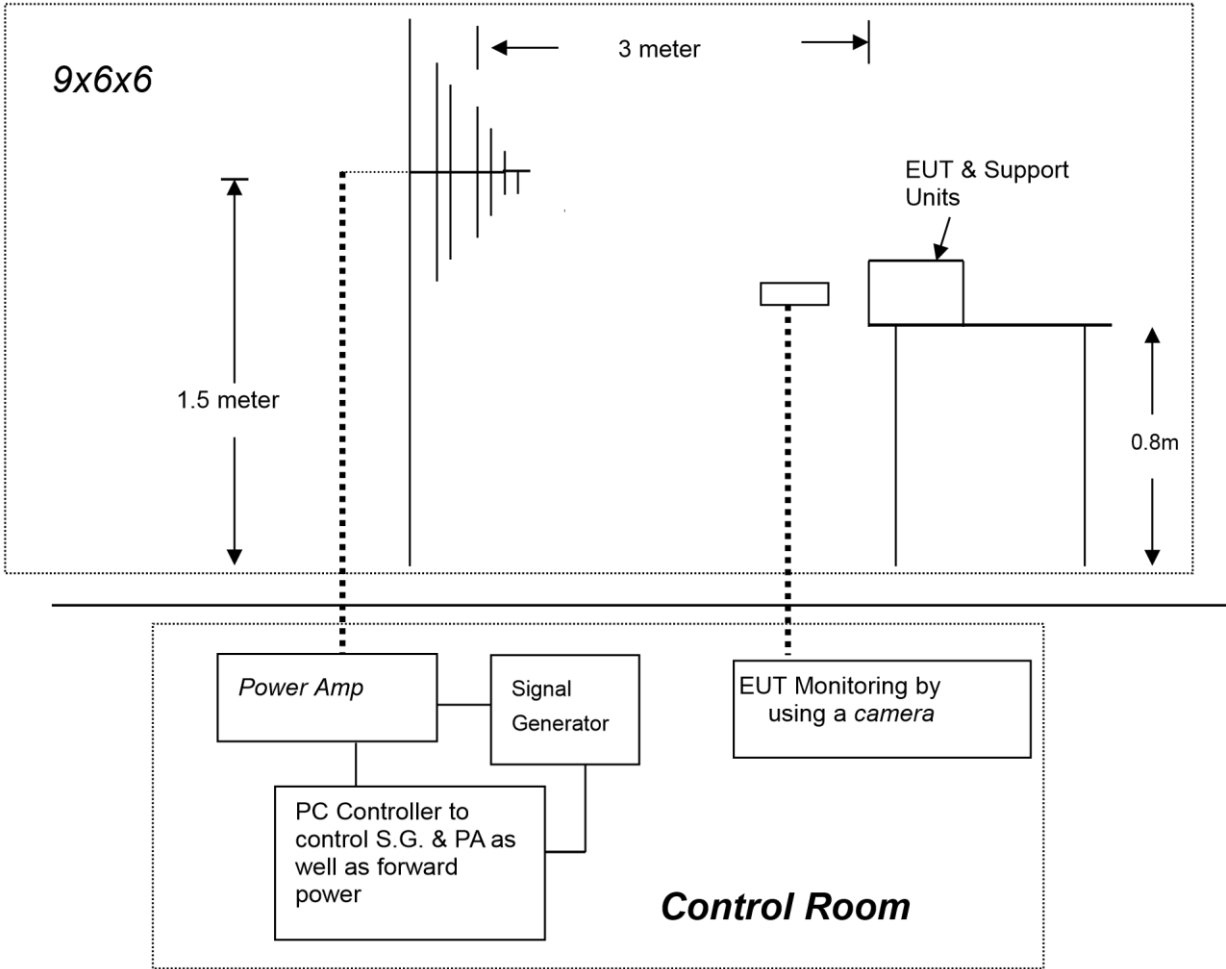 3 meter
9x6x6
EUT & Support
Units
1.5 meter
0.8m
Power Amp
Signal
Generator
EUT Monitoring by
using a camera
PC Controller to
control S.G. & PA as
well as forward
power
Control Room